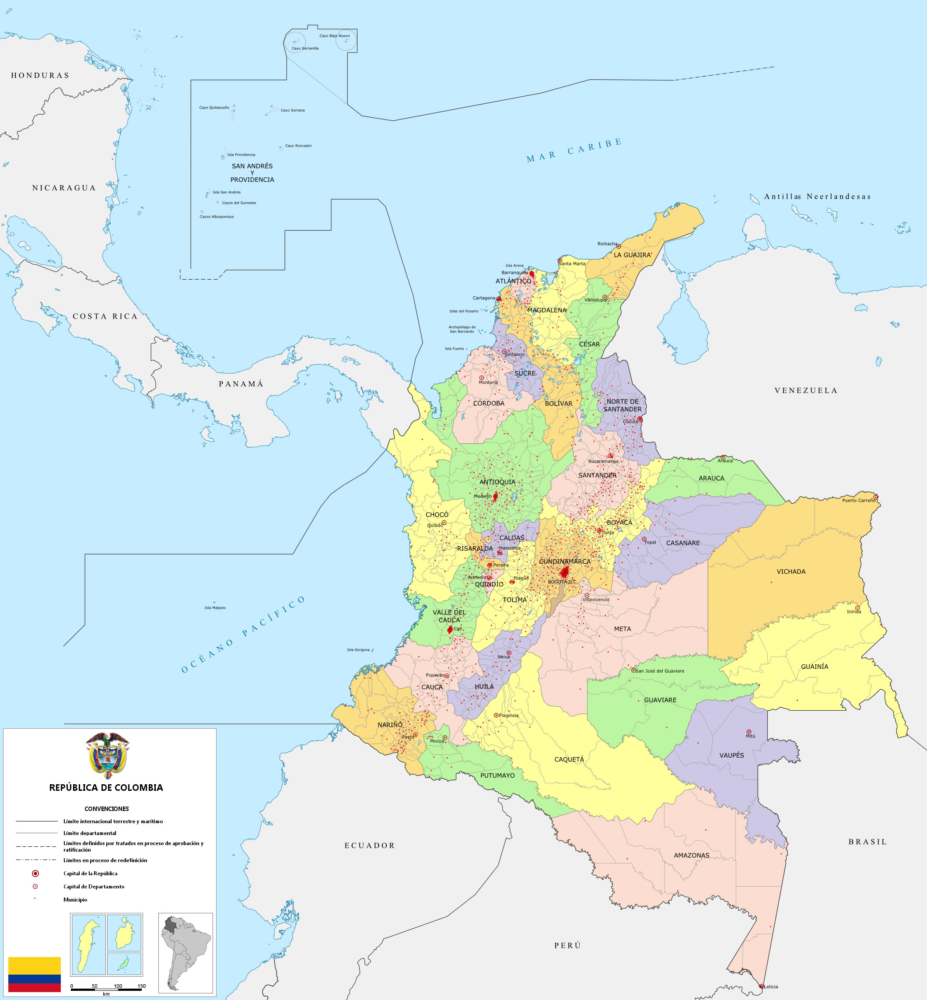 Cayo Bajo Nuevo
Cayo Serranilla
HONDURAS
Cayo Quitasueño
Cayo Serrana
MAR CARIBE
Cayo Roncador
Isla Providencia
SAN ANDRÉS
Y
PROVIDENCIA
NICARAGUA
Isla San Andrés
Cayos del Suroeste
Cayos Albuquerque
Antillas Neerlandesas
Riohacha
LA GUAJIRA
Santa Marta
Isla Arena
Barranquilla
ATLÁNTICO
Cartagena
Valledupar
Islas del Rosario
MAGDALENA
COSTA RICA
Archipiélago de
San Bernardo
CESAR
Isla Fuerte
Sincelejo
SUCRE
Montería
PANAMÁ
VENEZUELA
CÓRDOBA
BOLÍVAR
NORTE DE
SANTANDER
Cúcuta
Bucaramanga
Arauca
SANTANDER
ARAUCA
ANTIOQUIA
Medellín
Puerto Carreño
CHOCÓ
Quibdó
BOYACÁ
Tunja
CALDAS
Yopal
CASANARE
RISARALDA
Manizales
CUNDINAMARCA
Pereira
VICHADA
Armenia
Ibagué
BOGOTÁ D.C.
QUINDÍO
TOLIMA
Villavicencio
Isla Malpelo
OCÉANO PACÍFICO
VALLE DEL
CAUCA
Cali
Inírida
META
Isla Gorgona
Neiva
San José del Guaviare
GUAINÍA
Popayán
CAUCA
HUILA
GUAVIARE
Florencia
NARIÑO
Pasto
Mocoa
Mitú
VAUPÉS
CAQUETÁ
PUTUMAYO
ECUADOR
BRASIL
AMAZONAS
PERÚ
Leticia
REPÚBLICA DE COLOMBIA
CONVENCIONES
Límite internacional terrestre y marítimo
Límite departamental
Límites definidos por tratados en proceso de aprobación y
ratificación
Límites en proceso de redefinición
Capital de la República
Capital de Departamento
Municipio
0 50 100 150
km